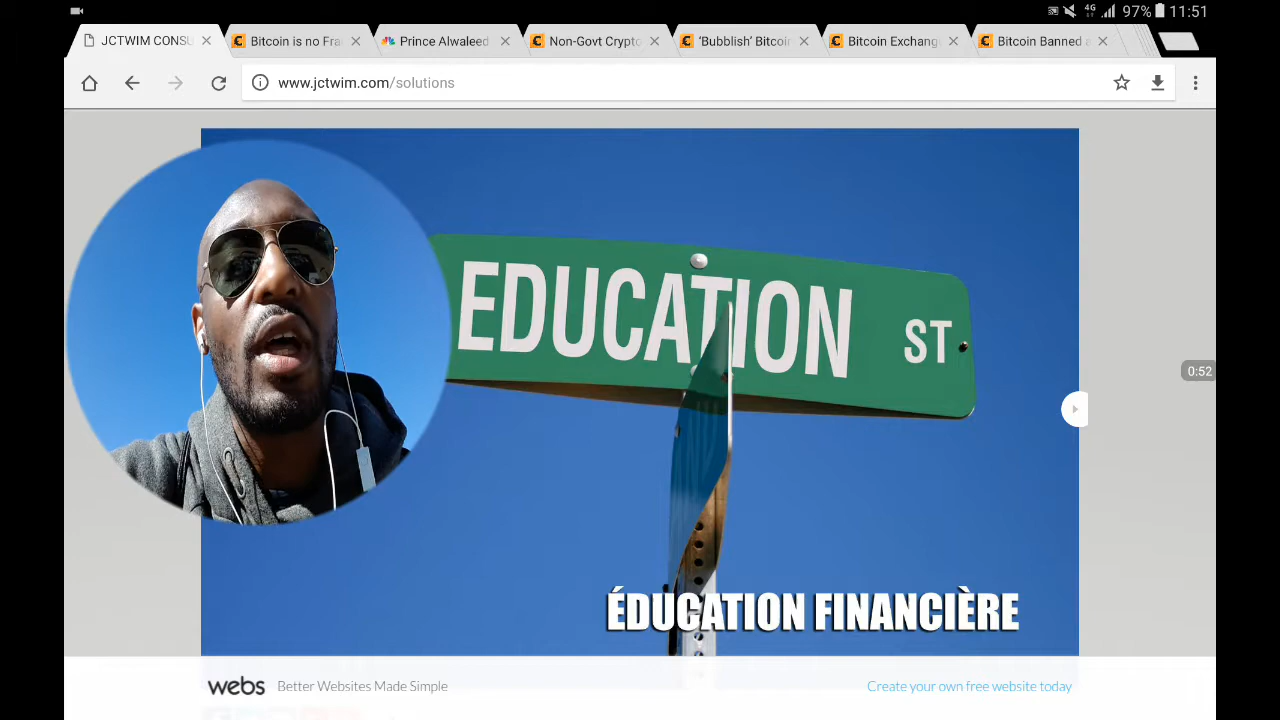 4G 97% 11:51
JCTWIM CONSU Bitcoin is no Fra Prince Alwaleed Non-Govt Crypto 'Bubblish' Bitcoin Bitcoin Exchang Bitcoin Banned
www.jctwim.com/solutions
EDUCATION ST
0:52
ÉDUCATION FINANCIÈRE
webs Better Websites Made Simple Create your own free website today